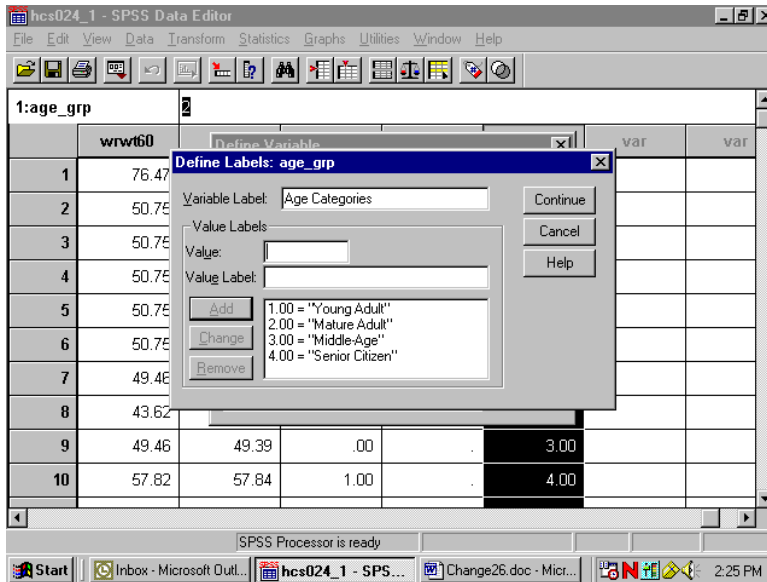 hcs024_1 - SPSS Data Editor
File Edit View Data Transform Statistics Graphs Utilities Window Help
1:age_grp 2
wrwt60 var var
Define Variable
Define Labels: age_grp
Variable Label: Age Categories
Continue
Value Labels
Cancel
Value:
Help
Value Label:
Add
Change
Remove
1.00 = "Young Adult"
2.00 = "Mature Adult"
3.00 = "Middle-Age"
4.00 = "Senior Citizen"
1 76.47
2 50.75
3 50.75
4 50.75
5 50.75
6 50.75
7 49.46
8 43.62
9 49.46 49.39 .00 . 3.00
10 57.82 57.84 1.00 . 4.00
SPSS Processor is ready
Start Inbox - Microsoft Outl... hcs024_1 - SPS... Change26.doc - Micr... 2:25 PM